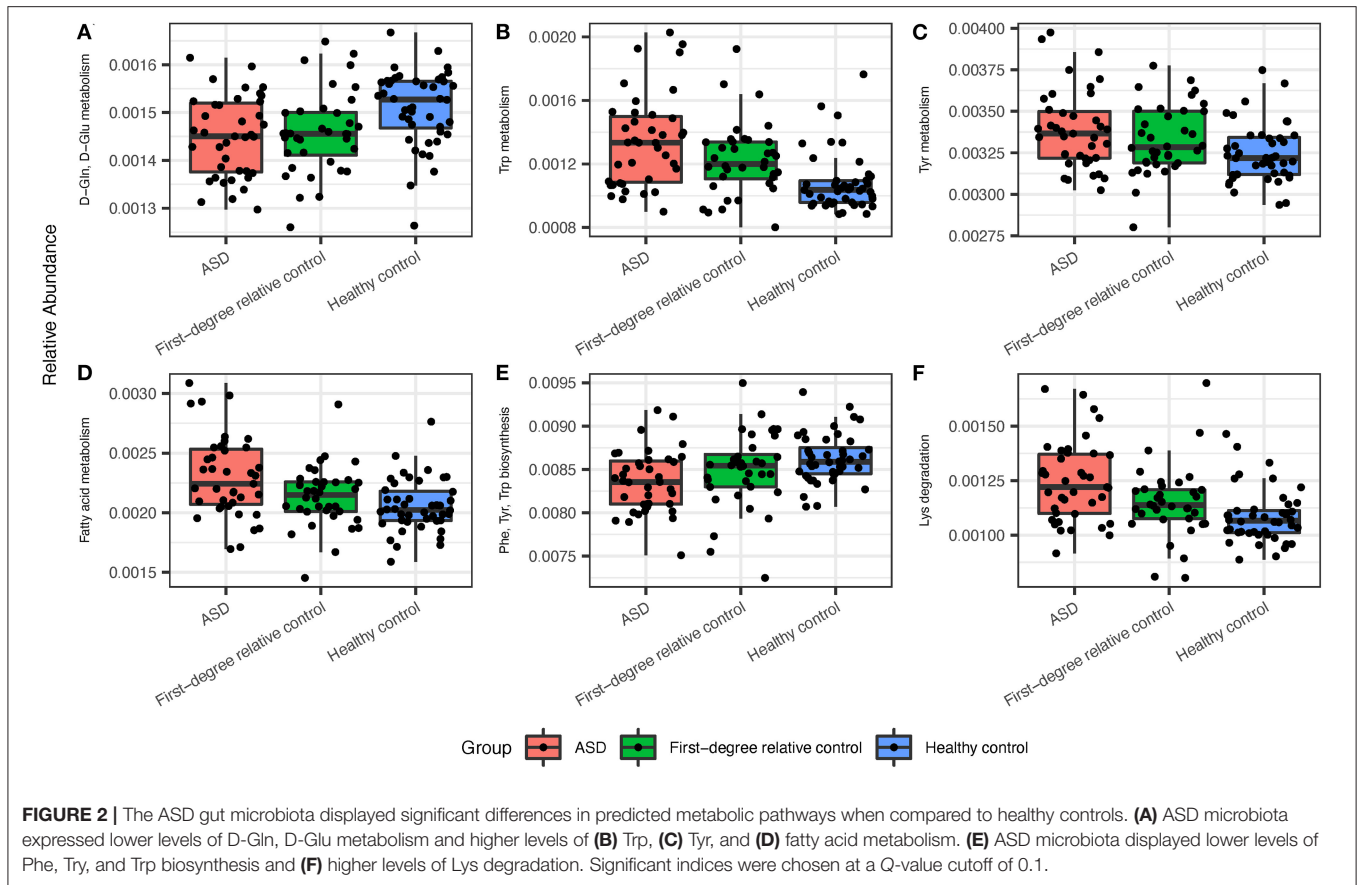 A
B
C
D–Gln, D–Glu metabolism
0.0016
0.0015
0.0014
0.0013
ASD
First–degree relative control
Healthy control
Trp metabolism
0.0020
0.0016
0.0012
0.0008
ASD
First–degree relative control
Healthy control
Tyr metabolism
0.00400
0.00375
0.00350
0.00325
0.00300
0.00275
ASD
First–degree relative control
Healthy control
Relative Abundance
D
E
F
Fatty acid metabolism
0.0030
0.0025
0.0020
0.0015
ASD
First–degree relative control
Healthy control
Phe, Tyr, Trp biosynthesis
0.0095
0.0090
0.0085
0.0080
0.0075
ASD
First–degree relative control
Healthy control
Lys degradation
0.00150
0.00125
0.00100
ASD
First–degree relative control
Healthy control
Group ASD First–degree relative control Healthy control
FIGURE 2 | The ASD gut microbiota displayed significant differences in predicted metabolic pathways when compared to healthy controls. (A) ASD microbiota
expressed lower levels of D-Gln, D-Glu metabolism and higher levels of (B) Trp, (C) Tyr, and (D) fatty acid metabolism. (E) ASD microbiota displayed lower levels of
Phe, Try, and Trp biosynthesis and (F) higher levels of Lys degradation. Significant indices were chosen at a Q-value cutoff of 0.1.